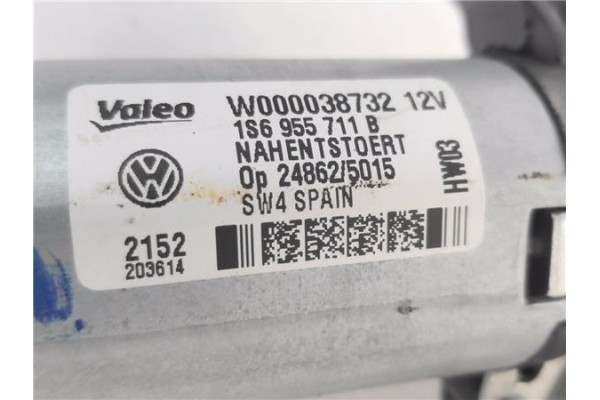 Valeo W000038732 12V
1S6 955 711 B
NAHENTSTOERT
Op 24862/5015
SW4 SPAIN
HW03
2152
203614